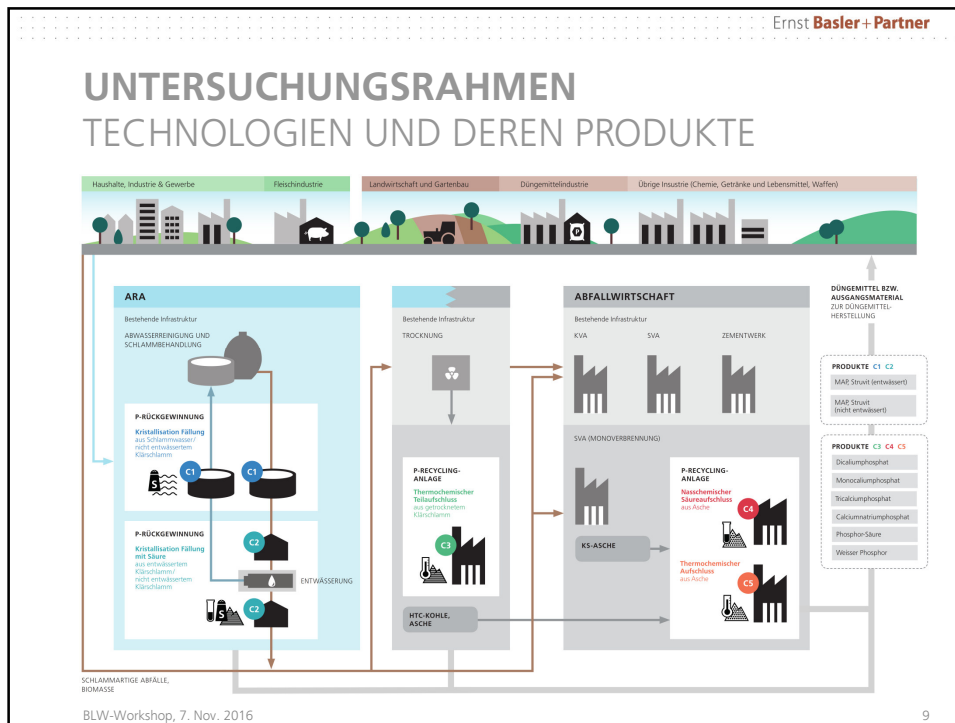 Ernst Basler+Partner
UNTERSUCHUNGSRAHMEN
TECHNOLOGIEN UND DEREN PRODUKTE
Haushalte, Industrie & Gewerbe
Fleischindustrie
Landwirtschaft und Gartenbau
Düngemittelindustrie
Übrige Insustrie (Chemie, Getränke und Lebensmittel, Waffen)
P
ARA
Bestehende Infrastruktur
ABWASSERREINIGUNG UND
SCHLAMMBEHANDLUNG
P-RÜCKGEWINNUNG
Kristallisation Fällung
aus Schlammwasser/
nicht entwässertem
Klärschlamm
S
C1
C1
P-RÜCKGEWINNUNG
Kristallisation Fällung
mit Säure
aus entwässertem
Klärschlamm/
nicht entwässertem
Klärschlamm
C2
ENTWÄSSERUNG
S
C2
Bestehende Infrastruktur
TROCKNUNG
P-RECYCLING-
ANLAGE
Thermochemischer
Teilaufschluss
aus getrocknetem
Klärschlamm
C3
HTC-KOHLE,
ASCHE
ABFALLWIRTSCHAFT
Bestehende Infrastruktur
KVA
SVA
ZEMENTWERK
SVA (MONOVERBRENNUNG)
KS-ASCHE
P-RECYCLING-
ANLAGE
Nasschemischer
Säureaufschluss
aus Asche
C4
Thermochemischer
Aufschluss
aus Asche
C5
DÜNGEMITTEL BZW.
AUSGANGSMATERIAL
ZUR DÜNGEMITTEL-
HERSTELLUNG
PRODUKTE C1 C2
MAP, Struvit (entwässert)
MAP, Struvit
(nicht entwässert)
PRODUKTE C3 C4 C5
Dicaliumphosphat
Monocaliumphosphat
Tricalciumphosphat
Calciumnatriumphosphat
Phosphor-Säure
Weisser Phosphor
SCHLAMMARTIGE ABFÄLLE,
BIOMASSE
BLW-Workshop, 7. Nov. 2016
9